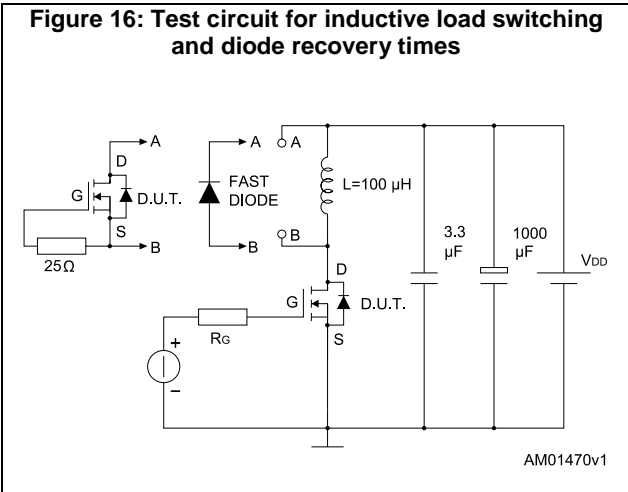 Figure 16: Test circuit for inductive load switching
and diode recovery times
A
A
A
D
G
D.U.T.
S
B
25Ω
FAST
DIODE
B
B
L=100 µH
D
G
D.U.T.
S
RG
+
−
3.3
µF
1000
µF
VDD
AM01470v1